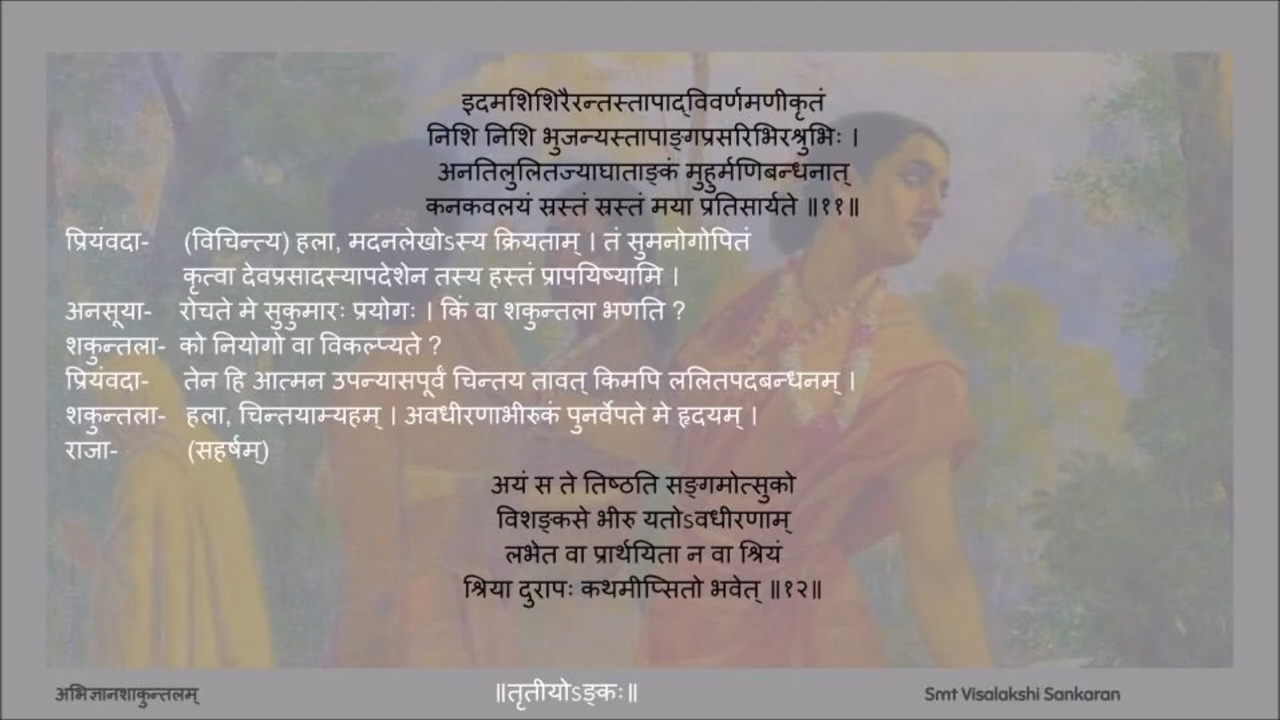 इदमशिशिरैरन्तस्तापाद्विवर्णमणीकृतं
निशि निशि भुजन्यस्तापाङ्गप्रसरिभिरश्रुभिः ।
अनतिलुलितज्याघाताङ्कं मुहुर्मणिबन्धनात्
कनकवलयं स्रस्तं स्रस्तं मया प्रतिसार्यते ॥११॥
प्रियंवदा- (विचिन्त्य) हला, मदनलेखोऽस्य क्रियताम् । तं सुमनोगोपितं
कृत्वा देवप्रसादस्यापदेशेन तस्य हस्तं प्रापयिष्यामि ।
अनसूया- रोचते मे सुकुमारः प्रयोगः । किं वा शकुन्तला भणति ?
शकुन्तला- को नियोगो वा विकल्प्यते ?
प्रियंवदा- तेन हि आत्मन उपन्यासपूर्वं चिन्तय तावत् किमपि ललितपदबन्धनम् ।
शकुन्तला- हला, चिन्तयाम्यहम् । अवधीरणाभीरुकं पुनर्वेपते मे हृदयम् ।
राजा- (सहर्षम्)
अयं स ते तिष्ठति सङ्गमोत्सुको
विशङ्कसे भीरु यतोऽवधीरणाम्
लभेत वा प्रार्थयिता न वा श्रियं
श्रिया दुरापः कथमीप्सितो भवेत् ॥१२॥
अभिज्ञानशाकुन्तलम् ॥तृतीयोऽङ्कः॥ Smt Visalakshi Sankaran